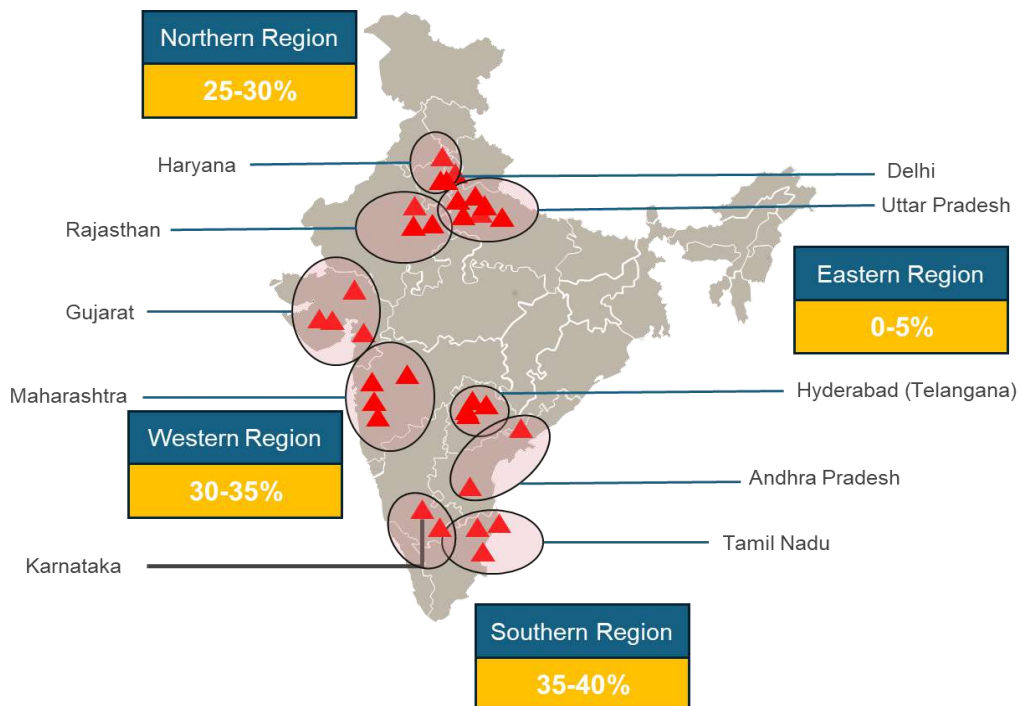 Northern Region
25-30%
Haryana
Delhi
Uttar Pradesh
Rajasthan
Eastern Region
0-5%
Gujarat
Maharashtra
Hyderabad (Telangana)
Western Region
30-35%
Andhra Pradesh
Tamil Nadu
Karnataka
Southern Region
35-40%